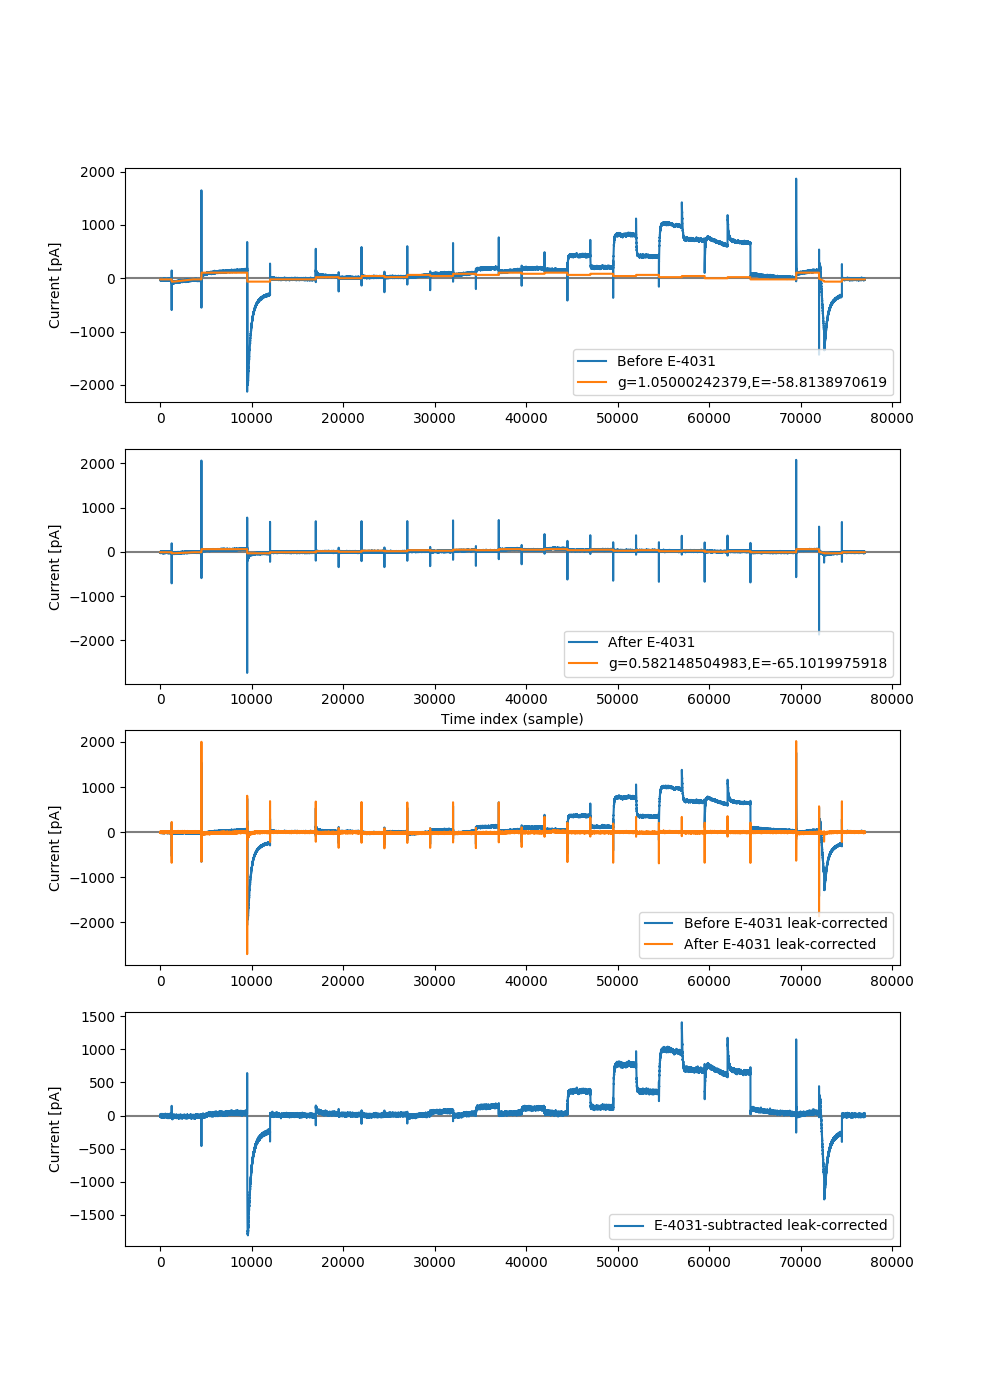 2000
1000
0
−1000
−2000
Current [pA]
Before E-4031
g=1.05000242379,E=-58.8138970619
0 10000 20000 30000 40000 50000 60000 70000 80000
2000
1000
0
−1000
−2000
Current [pA]
After E-4031
g=0.582148504983,E=-65.1019975918
0 10000 20000 30000 40000 50000 60000 70000 80000
Time index (sample)
2000
1000
0
−1000
−2000
Current [pA]
Before E-4031 leak-corrected
After E-4031 leak-corrected
0 10000 20000 30000 40000 50000 60000 70000 80000
1500
1000
500
0
−500
−1000
−1500
Current [pA]
E-4031-subtracted leak-corrected
0 10000 20000 30000 40000 50000 60000 70000 80000